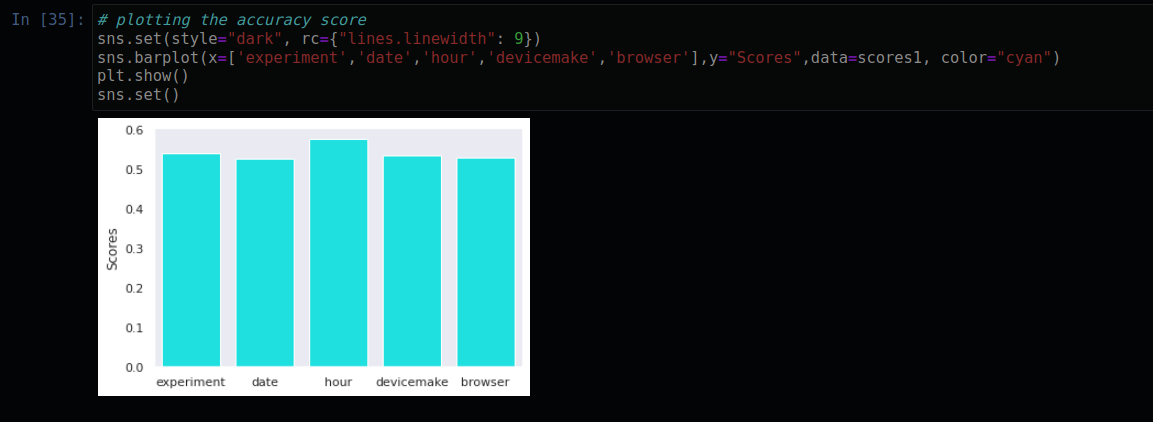 In [35]: # plotting the accuracy score
sns.set(style="dark", rc={"lines.linewidth": 9})
sns.barplot(x=['experiment','date','hour','devicemake','browser'],y="Scores",data=scores1, color="cyan")
plt.show()
sns.set()
0.6
0.5
0.4
0.3
0.2
0.1
0.0
Scores
experiment date hour devicemake browser